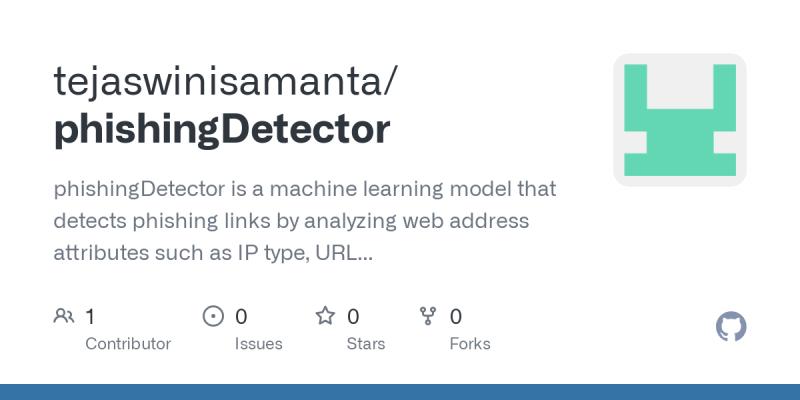 tejaswinisamanta/
phishingDetector
phishingDetector is a machine learning model that
detects phishing links by analyzing web address
attributes such as IP type, URL...
1
Contributor
0
Issues
0
Stars
0
Forks